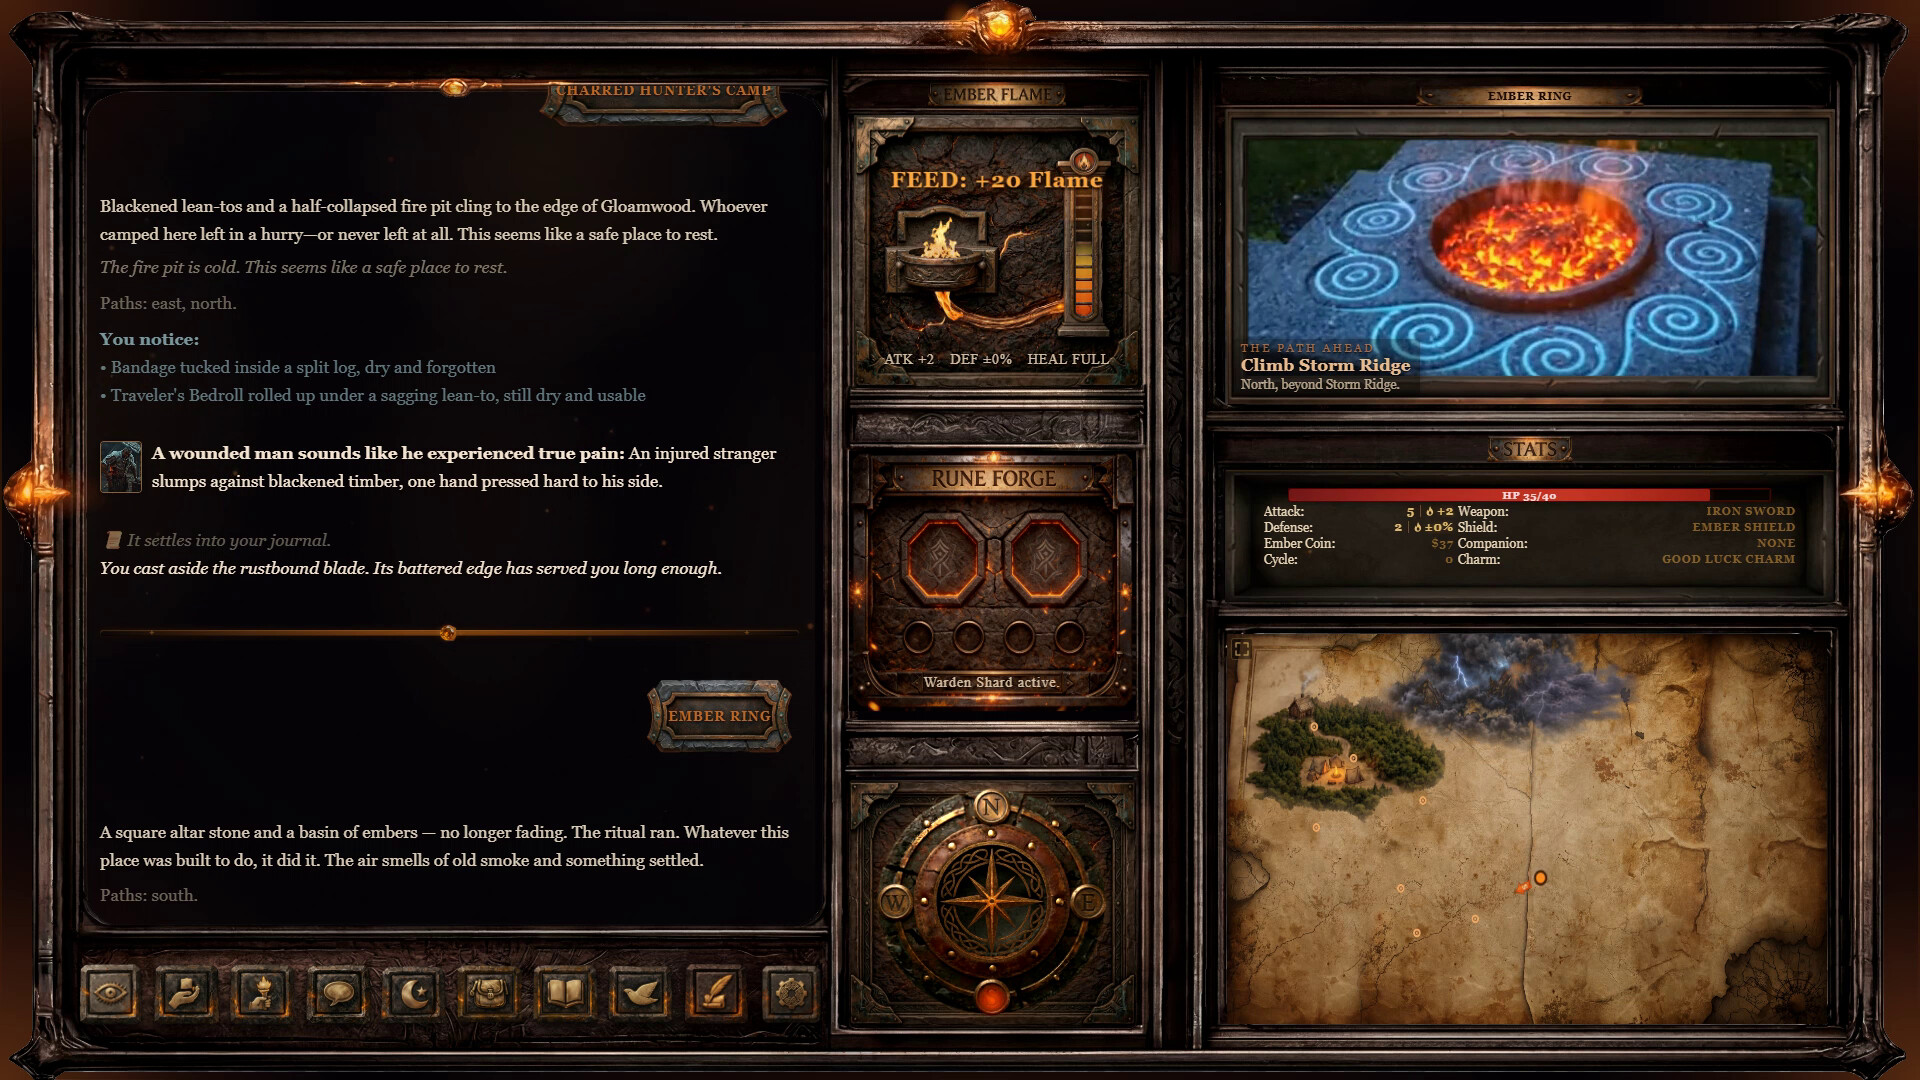 CHARRED HUNTER'S CAMP
Blackened lean-tos and a half-collapsed fire pit cling to the edge of Gloamwood. Whoever
camped here left in a hurry—or never left at all. This seems like a safe place to rest.
The fire pit is cold. This seems like a safe place to rest.
Paths: east, north.
You notice:
• Bandage tucked inside a split log, dry and forgotten
• Traveler's Bedroll rolled up under a sagging lean-to, still dry and usable
A wounded man sounds like he experienced true pain: An injured stranger
slumps against blackened timber, one hand pressed hard to his side.
It settles into your journal.
You cast aside the rustbound blade. Its battered edge has served you long enough.
EMBER RING
A square altar stone and a basin of embers — no longer fading. The ritual ran. Whatever this
place was built to do, it did it. The air smells of old smoke and something settled.
Paths: south.
EMBER FLAME
FEED: +20 Flame
ATK +2 DEF ±0% HEAL FULL
RUNE FORGE
Warden Shard active.
N
W
E
EMBER RING
THE PATH AHEAD
Climb Storm Ridge
North, beyond Storm Ridge.
STATS
HP 35/40
Attack: 5 | +2 Weapon: IRON SWORD
Defense: 2 | ±0% Shield: EMBER SHIELD
Ember Coin: $37 Companion: NONE
Cycle: 0 Charm: GOOD LUCK CHARM